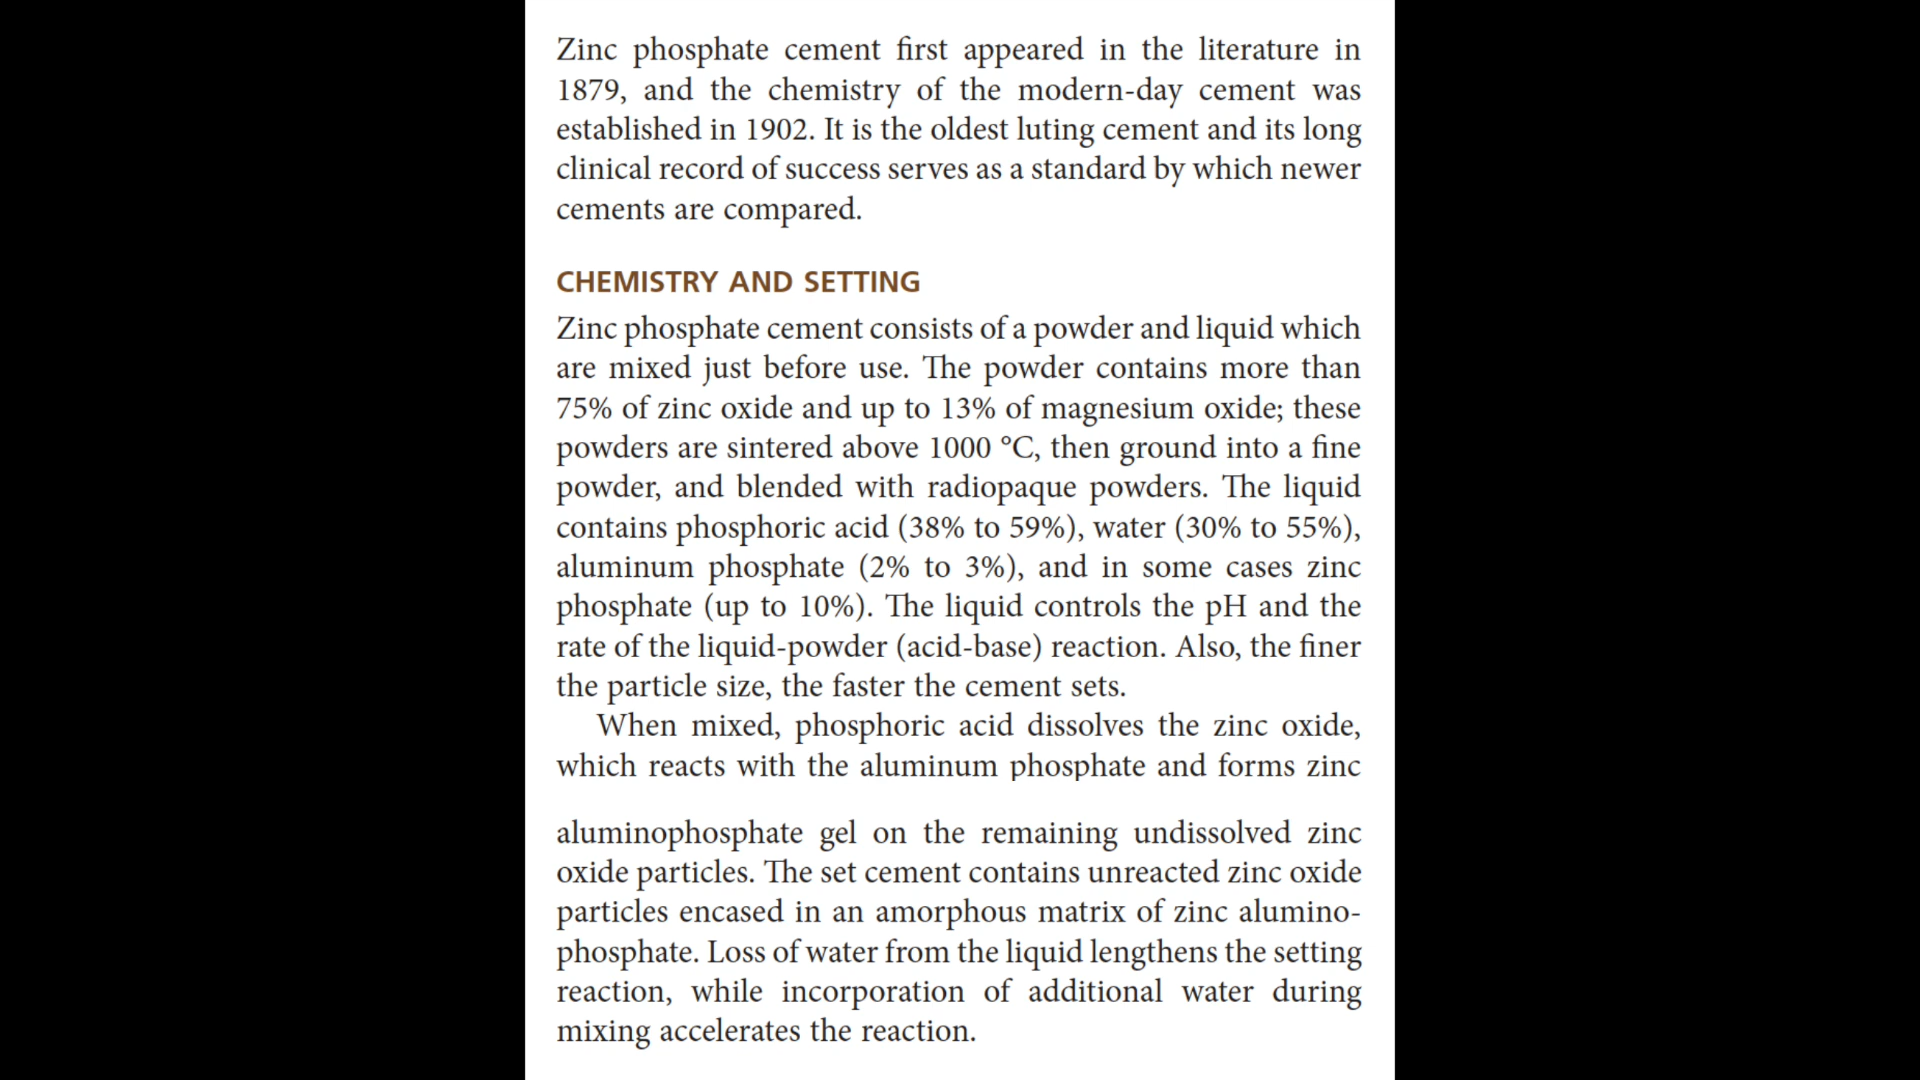 Zinc phosphate cement first appeared in the literature in
1879, and the chemistry of the modern-day cement was
established in 1902. It is the oldest luting cement and its long
clinical record of success serves as a standard by which newer
cements are compared.
CHEMISTRY AND SETTING
Zinc phosphate cement consists of a powder and liquid which
are mixed just before use. The powder contains more than
75% of zinc oxide and up to 13% of magnesium oxide; these
powders are sintered above 1000 °C, then ground into a fine
powder, and blended with radiopaque powders. The liquid
contains phosphoric acid (38% to 59%), water (30% to 55%),
aluminum phosphate (2% to 3%), and in some cases zinc
phosphate (up to 10%). The liquid controls the pH and the
rate of the liquid-powder (acid-base) reaction. Also, the finer
the particle size, the faster the cement sets.
When mixed, phosphoric acid dissolves the zinc oxide,
which reacts with the aluminum phosphate and forms zinc
aluminophosphate gel on the remaining undissolved zinc
oxide particles. The set cement contains unreacted zinc oxide
particles encased in an amorphous matrix of zinc alumino-
phosphate. Loss of water from the liquid lengthens the setting
reaction, while incorporation of additional water during
mixing accelerates the reaction.